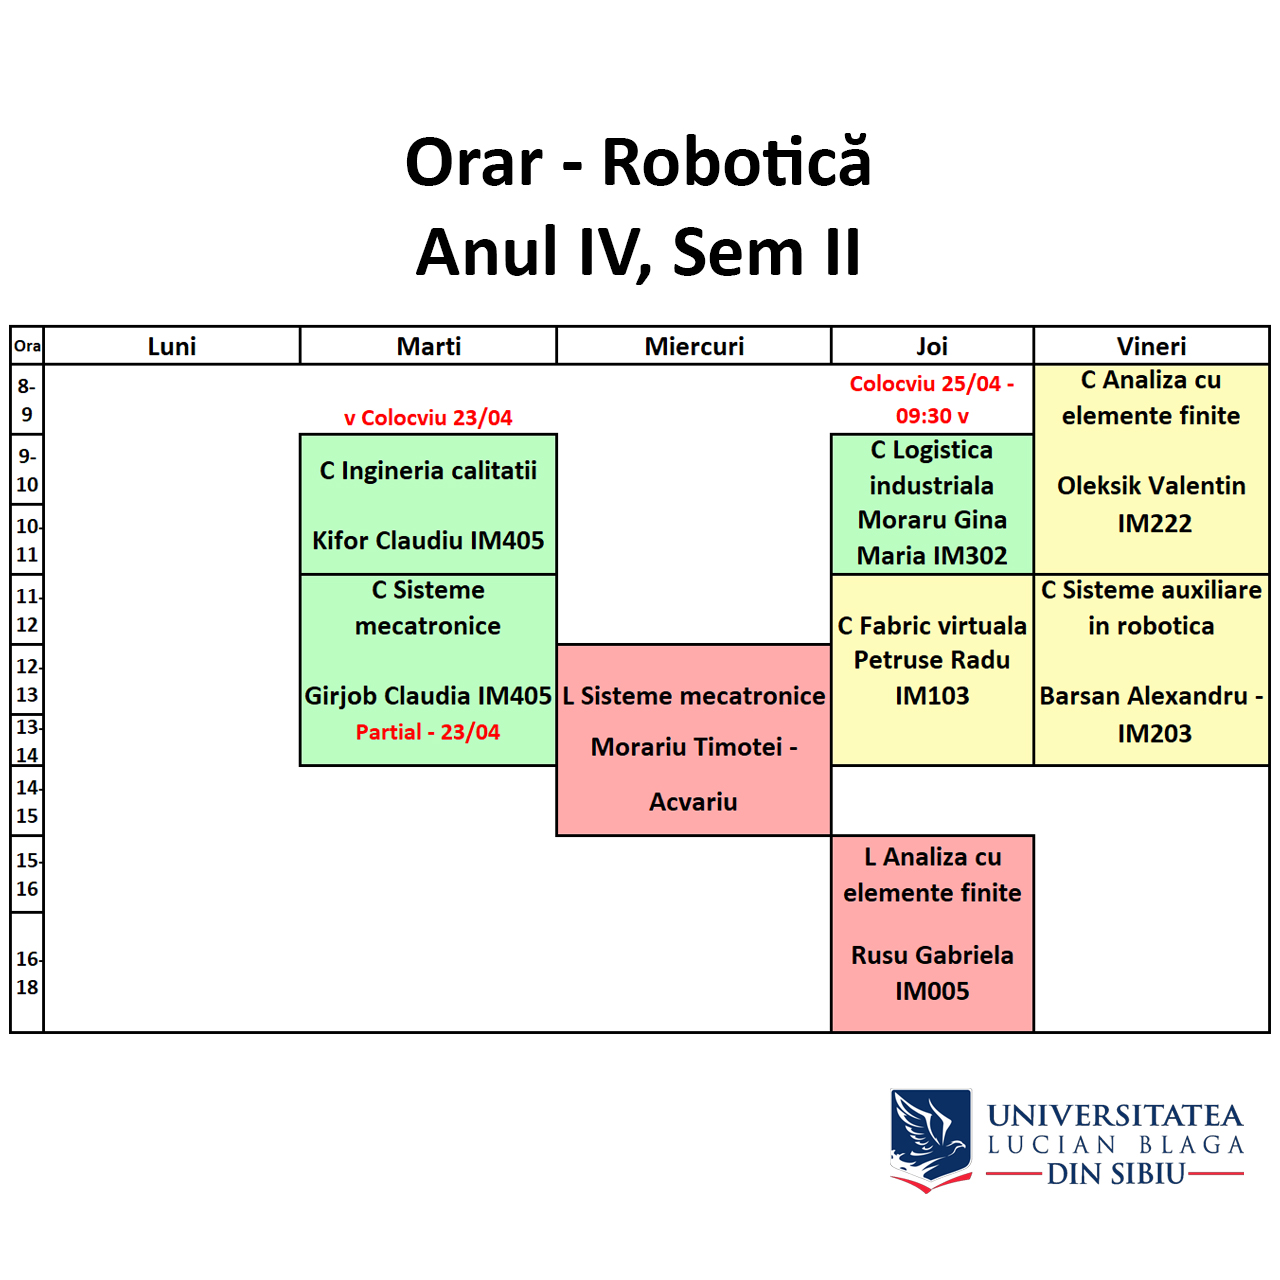 Orar - Robotică
Anul IV, Sem II
Ora
Luni
Marti
Miercuri
Joi
Vineri
8-
9
9-
10
10-
11
11-
12
12-
13
13-
14
14-
15
15-
16
16-
18
v Colocviu 23/04
C Ingineria calitatii
Kifor Claudiu IM405
C Sisteme
mecatronice
Girjob Claudia IM405
Partial - 23/04
L Sisteme mecatronice
Morariu Timotei -
Acvariu
Colocviu 25/04 -
09:30 v
C Logistica
industriala
Moraru Gina
Maria IM302
C Fabric virtuala
Petruse Radu
IM103
L Analiza cu
elemente finite
Rusu Gabriela
IM005
C Analiza cu
elemente finite
Oleksik Valentin
IM222
C Sisteme auxiliare
in robotica
Barsan Alexandru -
IM203
UNIVERSITATEA
LUCIAN BLAGA
DIN SIBIU